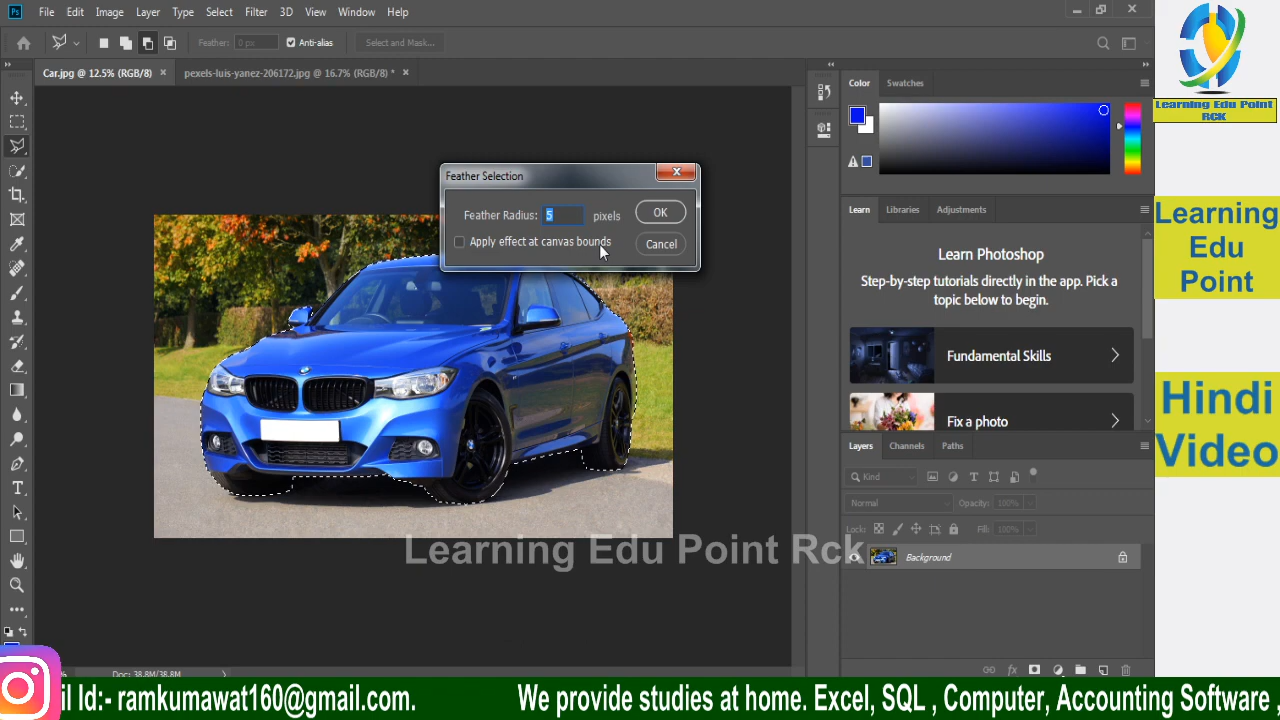 Ps File Edit Image Layer Type Select Filter 3D View Window Help
Feather: 0 px Anti-alias Select and Mask...
Car.jpg @ 12.5% (RGB/8) × pexels-luis-yanez-206172.jpg @ 16.7% (RGB/8) * ×
Color Swatches
Learning Edu Point
RCK
Feather Selection
Feather Radius: 5 pixels OK
Apply effect at canvas bounds Cancel
Learn Libraries Adjustments
Learn Photoshop
Step-by-step tutorials directly in the app. Pick a
topic below to begin.
Fundamental Skills
Fix a photo
Layers Channels Paths
Kind
Normal Opacity: 100%
Lock: Fill: 100%
Background
Learning
Edu
Point
Hindi
Video
Learning Edu Point Rck
Doc: 38.8M/38.8M
il Id:- ramkumawat160@gmail.com. We provide studies at home. Excel, SQL , Computer, Accounting Software ,